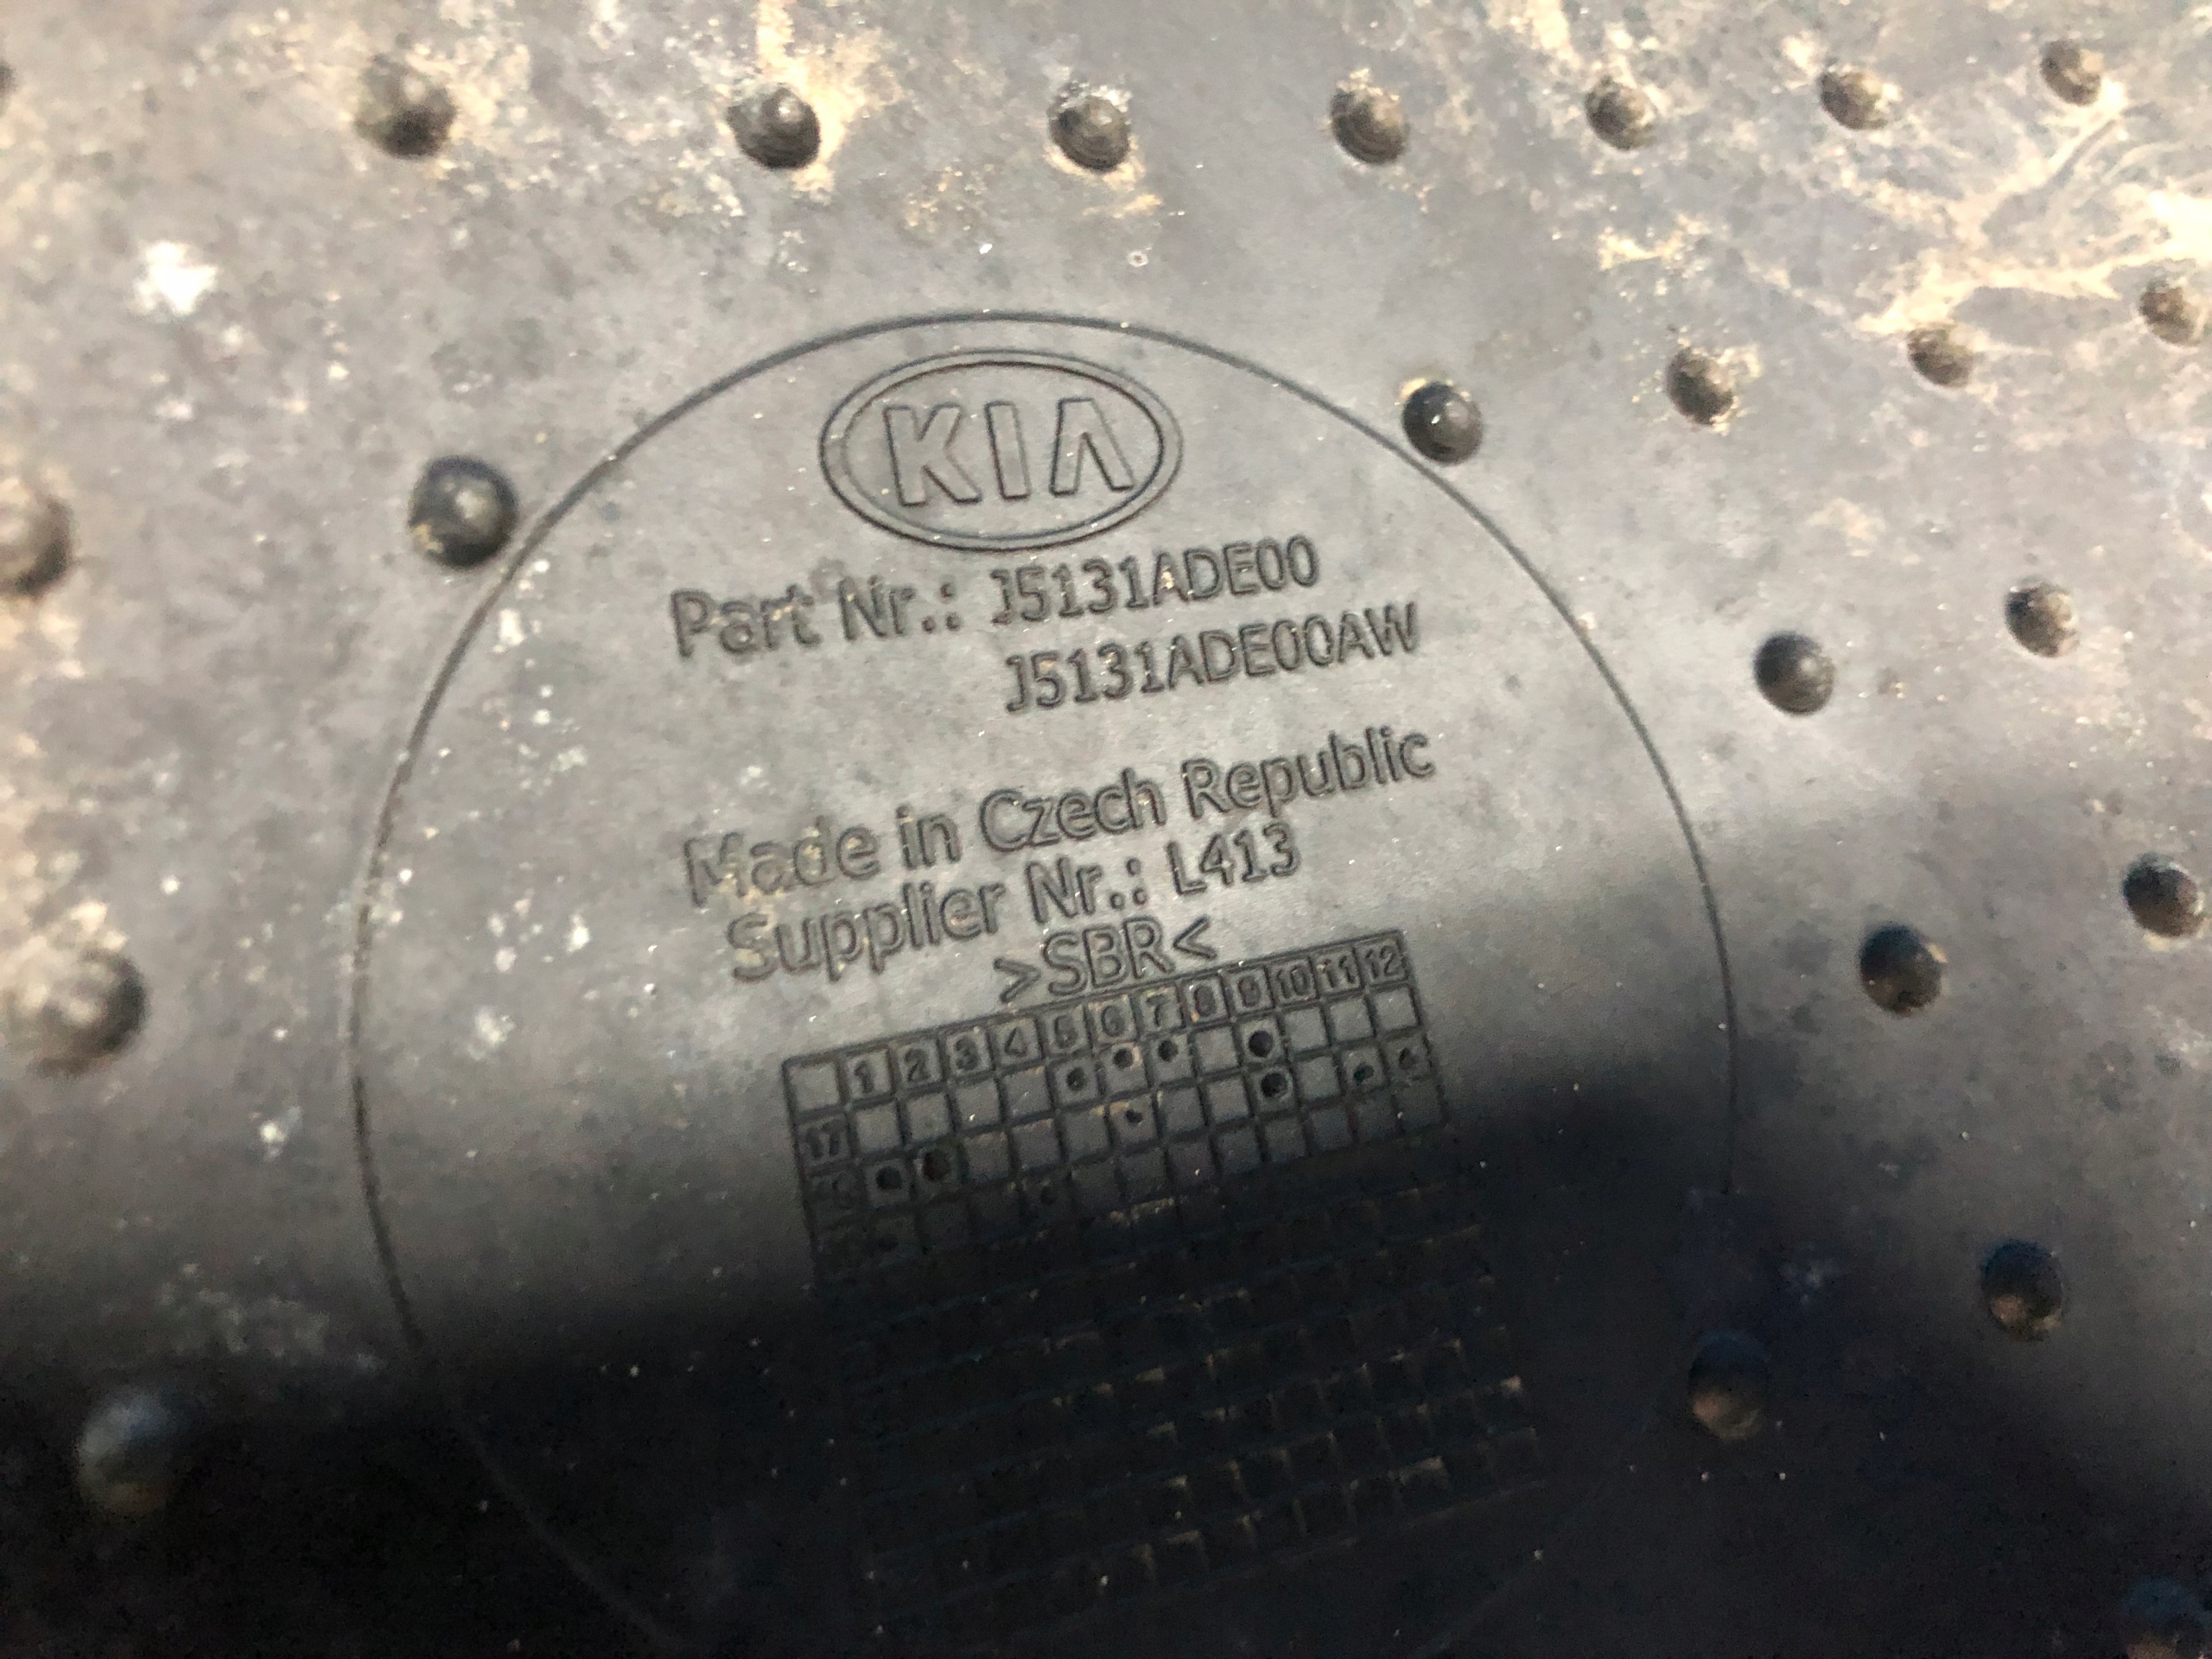 KIA
Part Nr.: J5131ADE00
J5131ADE00AW
Made in Czech Republic
Supplier Nr.: L413
>SBR<
1 2 3 4 5 6 7 8 9 10 11 12
17